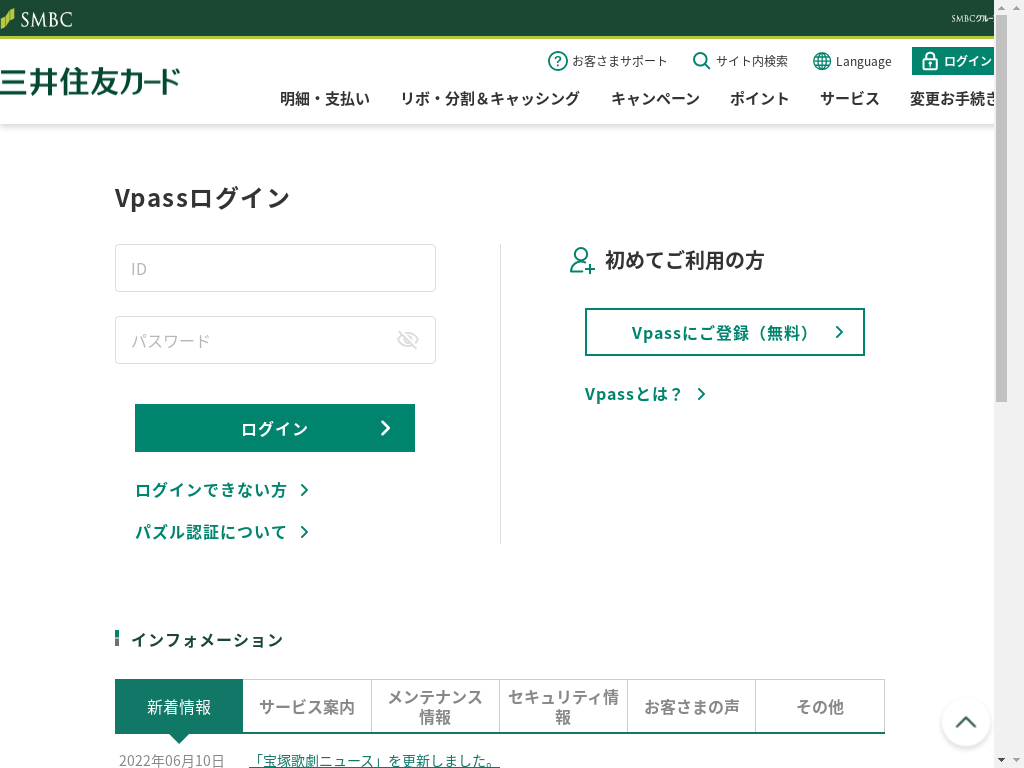 SMBC
SMBCグルー
三井住友カード
お客さまサポート
サイト内検索
Language
ログイン
明細・支払い
リボ・分割＆キャッシング
キャンペーン
ポイント
サービス
変更お手続き
Vpassログイン
ID
パスワード
ログイン
ログインできない方
パズル認証について
初めてご利用の方
Vpassにご登録（無料）
Vpassとは？
インフォメーション
新着情報
サービス案内
メンテナンス
情報
セキュリティ情
報
お客さまの声
その他
2022年06月10日
「宝塚歌劇ニュース」を更新しました。